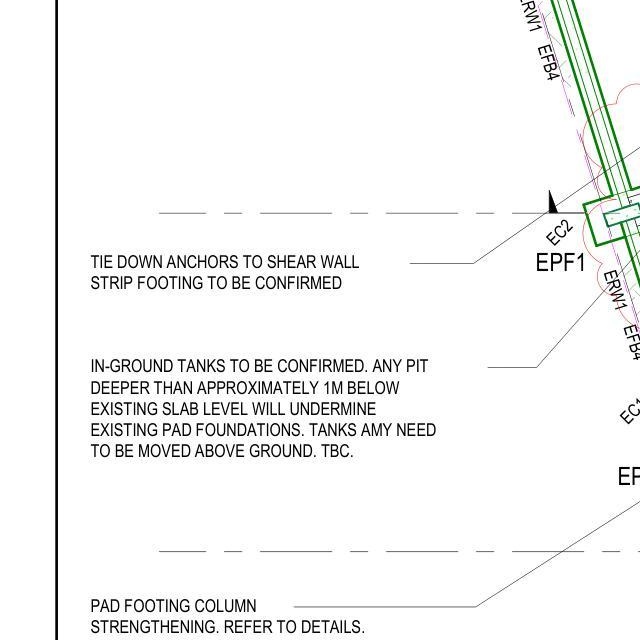 ERW1
EFB4
EC2
TIE DOWN ANCHORS TO SHEAR WALL
STRIP FOOTING TO BE CONFIRMED
EPF1
ERW1
EFB4
IN-GROUND TANKS TO BE CONFIRMED. ANY PIT
DEEPER THAN APPROXIMATELY 1M BELOW
EXISTING SLAB LEVEL WILL UNDERMINE
EXISTING PAD FOUNDATIONS. TANKS AMY NEED
TO BE MOVED ABOVE GROUND. TBC.
PAD FOOTING COLUMN
STRENGTHENING. REFER TO DETAILS.